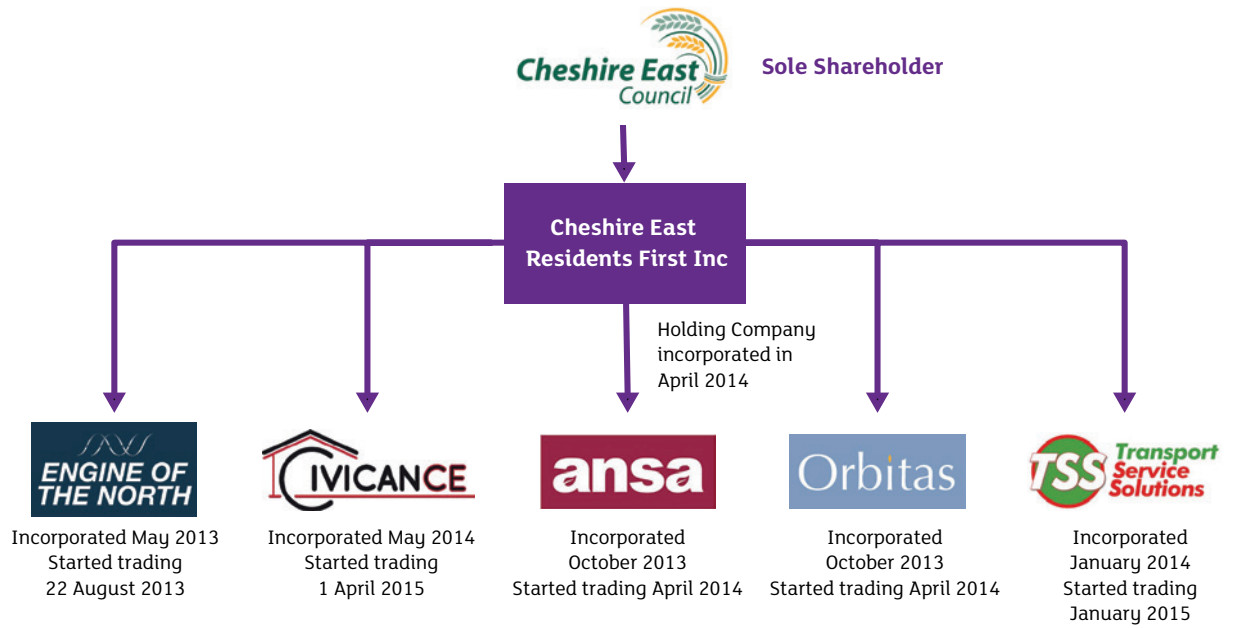 Cheshire East
Council
Sole Shareholder
Cheshire East
Residents First Inc
Holding Company
incorporated in
April 2014
ENGINE OF
THE NORTH
Incorporated May 2013
Started trading
22 August 2013
CIVICANCE
Incorporated May 2014
Started trading
1 April 2015
ansa
Incorporated
October 2013
Started trading April 2014
Orbitas
Incorporated
October 2013
Started trading April 2014
TSS
Transport
Service
Solutions
Incorporated
January 2014
Started trading
January 2015